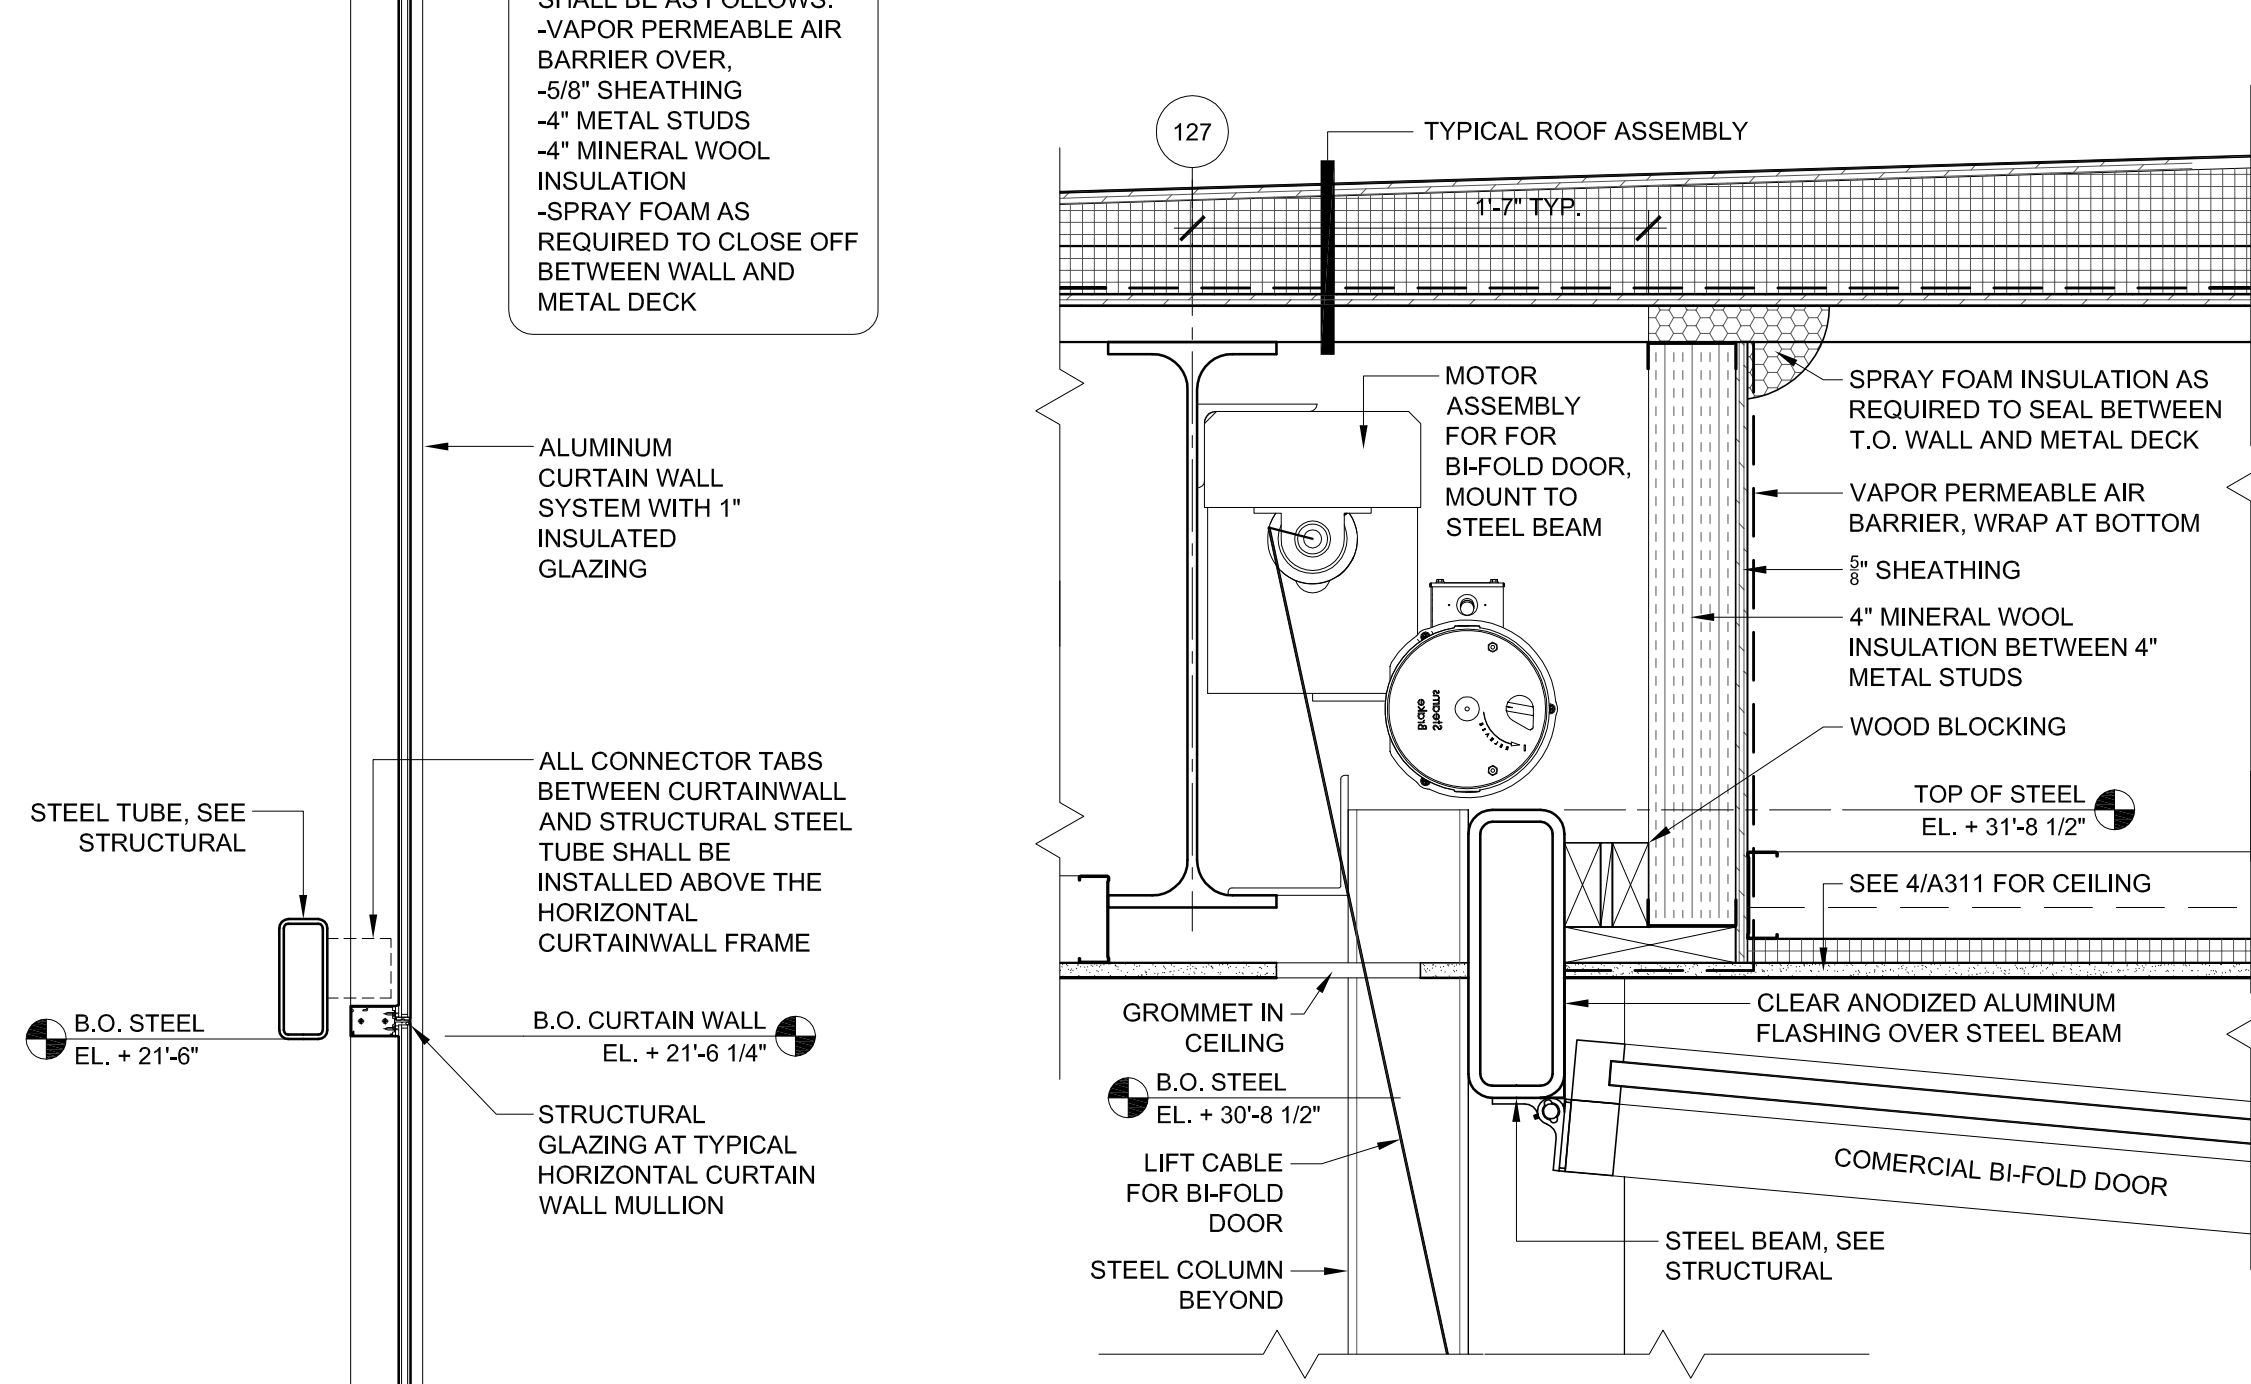 SHALL BE AS FOLLOWS:
-VAPOR PERMEABLE AIR
BARRIER OVER,
-5/8" SHEATHING
-4" METAL STUDS
-4" MINERAL WOOL
INSULATION
-SPRAY FOAM AS
REQUIRED TO CLOSE OFF
BETWEEN WALL AND
METAL DECK
ALUMINUM
CURTAIN WALL
SYSTEM WITH 1"
INSULATED
GLAZING
ALL CONNECTOR TABS
BETWEEN CURTAINWALL
AND STRUCTURAL STEEL
TUBE SHALL BE
INSTALLED ABOVE THE
HORIZONTAL
CURTAINWALL FRAME
STEEL TUBE, SEE
STRUCTURAL
B.O. STEEL
EL. + 21'-6"
B.O. CURTAIN WALL
EL. + 21'-6 1/4"
STRUCTURAL
GLAZING AT TYPICAL
HORIZONTAL CURTAIN
WALL MULLION
127
TYPICAL ROOF ASSEMBLY
1'-7" TYP.
MOTOR
ASSEMBLY
FOR FOR
BI-FOLD DOOR,
MOUNT TO
STEEL BEAM
SPRAY FOAM INSULATION AS
REQUIRED TO SEAL BETWEEN
T.O. WALL AND METAL DECK
VAPOR PERMEABLE AIR
BARRIER, WRAP AT BOTTOM
5/8" SHEATHING
4" MINERAL WOOL
INSULATION BETWEEN 4"
METAL STUDS
WOOD BLOCKING
Stearns
Brake
TOP OF STEEL
EL. + 31'-8 1/2"
SEE 4/A311 FOR CEILING
GROMMET IN
CEILING
CLEAR ANODIZED ALUMINUM
FLASHING OVER STEEL BEAM
B.O. STEEL
EL. + 30'-8 1/2"
LIFT CABLE
FOR BI-FOLD
DOOR
COMERCIAL BI-FOLD DOOR
STEEL BEAM, SEE
STRUCTURAL
STEEL COLUMN
BEYOND